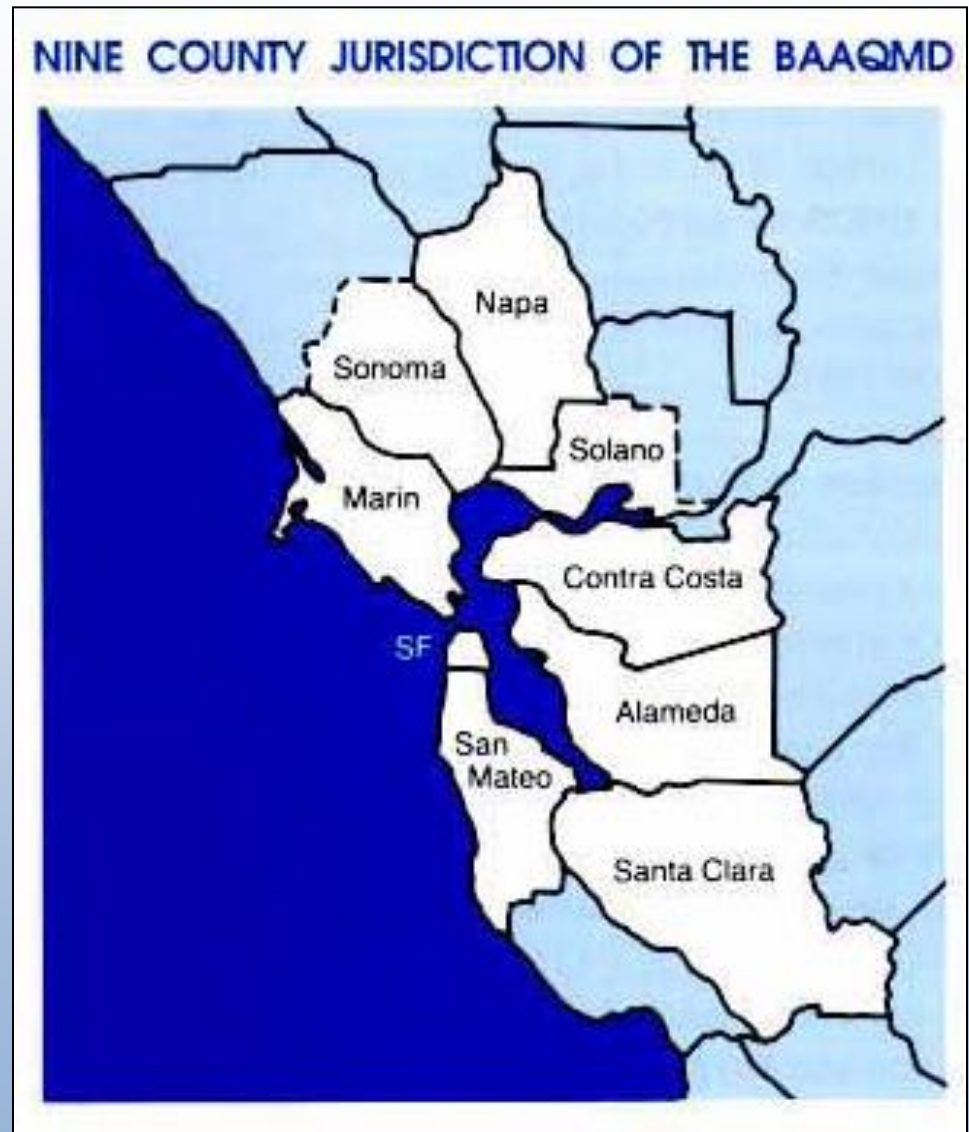 NINE COUNTY JURISDICTION OF THE BAAQMD
Napa
Sonoma
Solano
Marin
Contra Costa
SF
Alameda
San
Mateo
Santa Clara